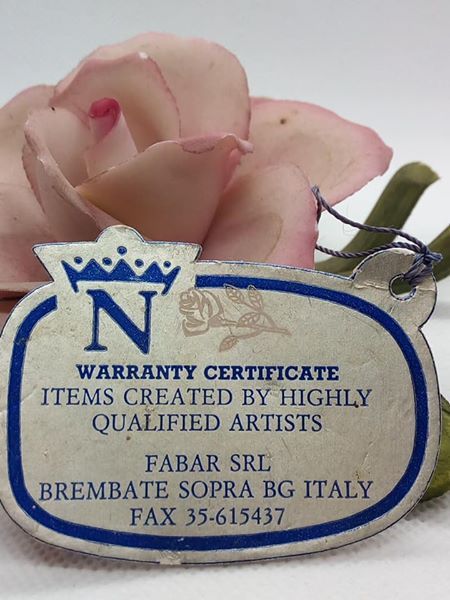 N
WARRANTY CERTIFICATE
ITEMS CREATED BY HIGHLY
QUALIFIED ARTISTS
FABAR SRL
BREMBATE SOPRA BG ITALY
FAX 35-615437